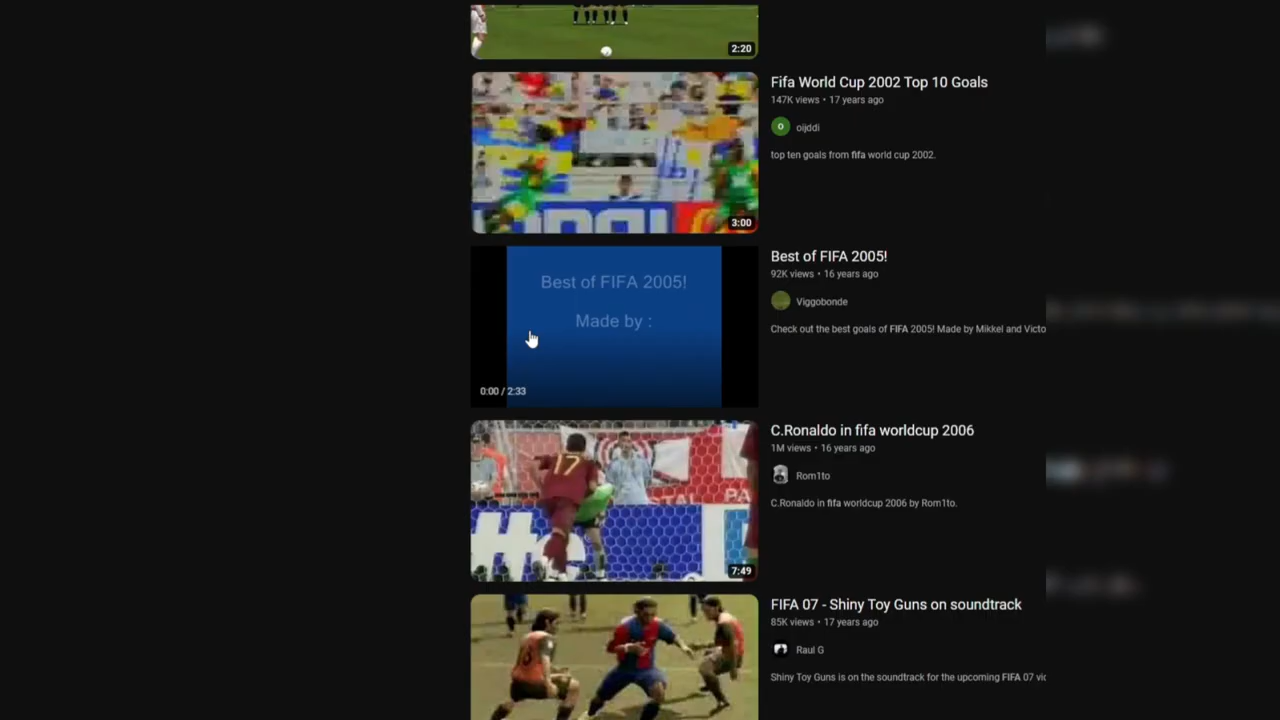 2:20
Fifa World Cup 2002 Top 10 Goals
147K views • 17 years ago
o oijddi
top ten goals from fifa world cup 2002.
3:00
Best of FIFA 2005!
92K views • 16 years ago
Best of FIFA 2005!
Viggobonde
Made by :
Check out the best goals of FIFA 2005! Made by Mikkel and Victo
0:00 / 2:33
C.Ronaldo in fifa worldcup 2006
1M views • 16 years ago
17
Rom1to
C.Ronaldo in fifa worldcup 2006 by Rom1to.
7:49
FIFA 07 - Shiny Toy Guns on soundtrack
85K views • 17 years ago
Raul G
Shiny Toy Guns is on the soundtrack for the upcoming FIFA 07 vic